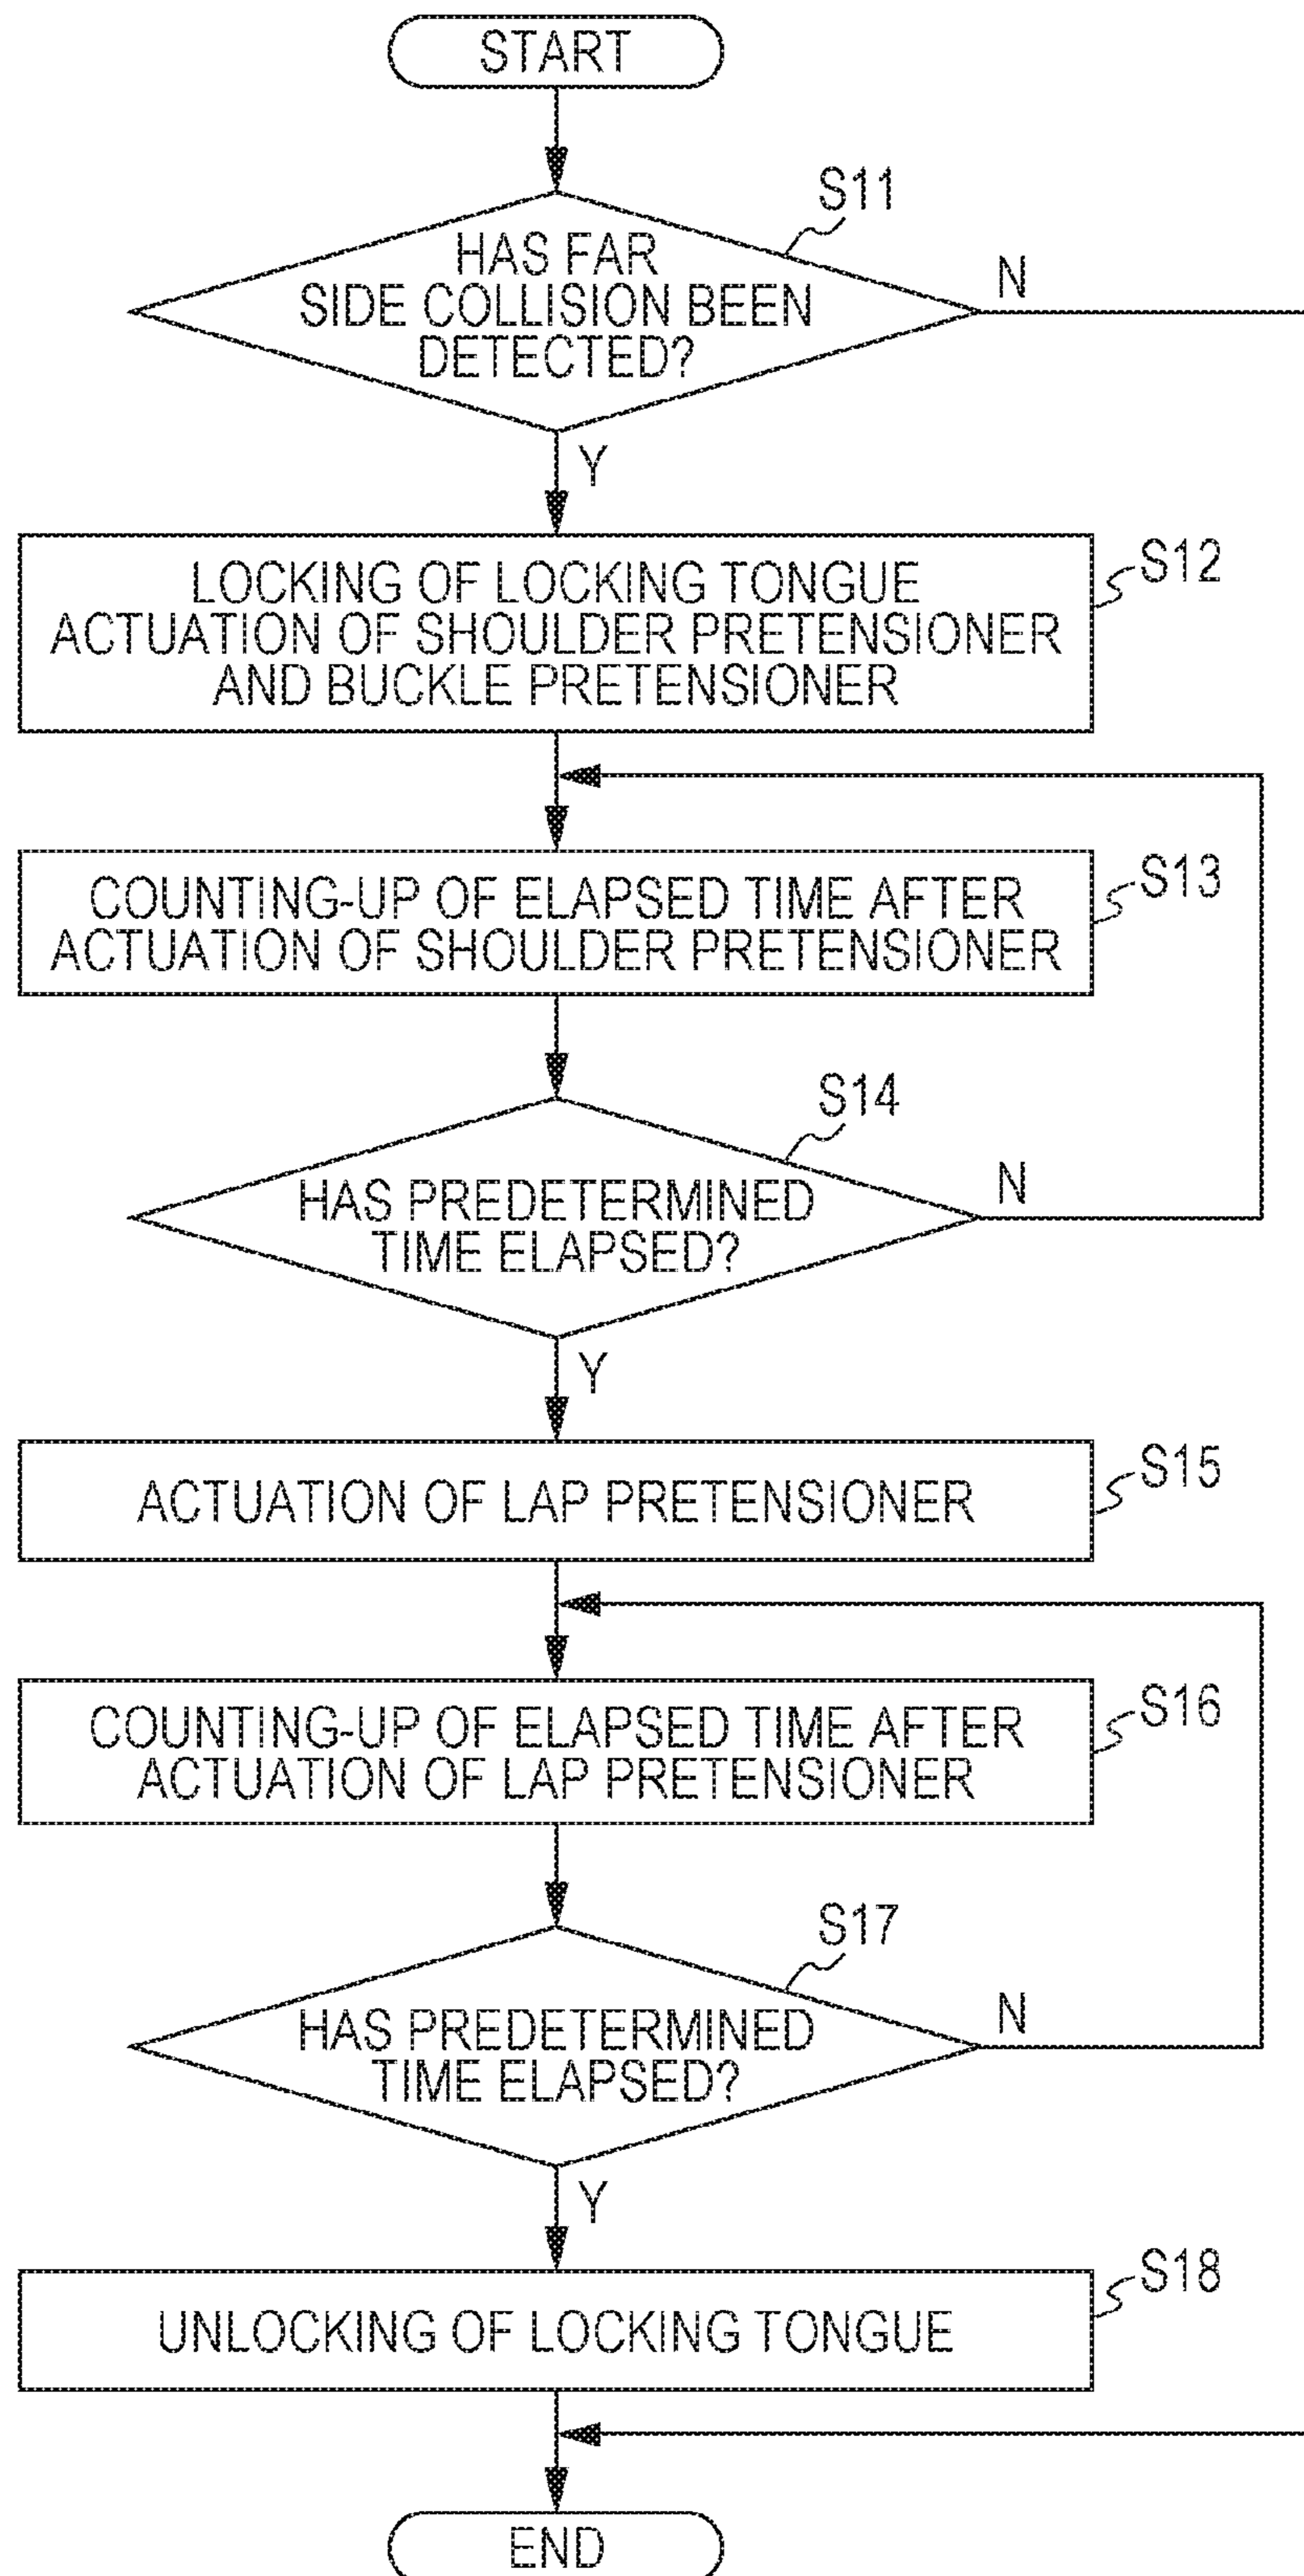 START
S11
HAS FAR
SIDE COLLISION BEEN
DETECTED?
N
Y
S12
LOCKING OF LOCKING TONGUE
ACTUATION OF SHOULDER PRETENSIONER
AND BUCKLE PRETENSIONER
S13
COUNTING-UP OF ELAPSED TIME AFTER
ACTUATION OF SHOULDER PRETENSIONER
S14
HAS PREDETERMINED
TIME ELAPSED?
N
Y
S15
ACTUATION OF LAP PRETENSIONER
S16
COUNTING-UP OF ELAPSED TIME AFTER
ACTUATION OF LAP PRETENSIONER
S17
HAS PREDETERMINED
TIME ELAPSED?
N
Y
S18
UNLOCKING OF LOCKING TONGUE
END